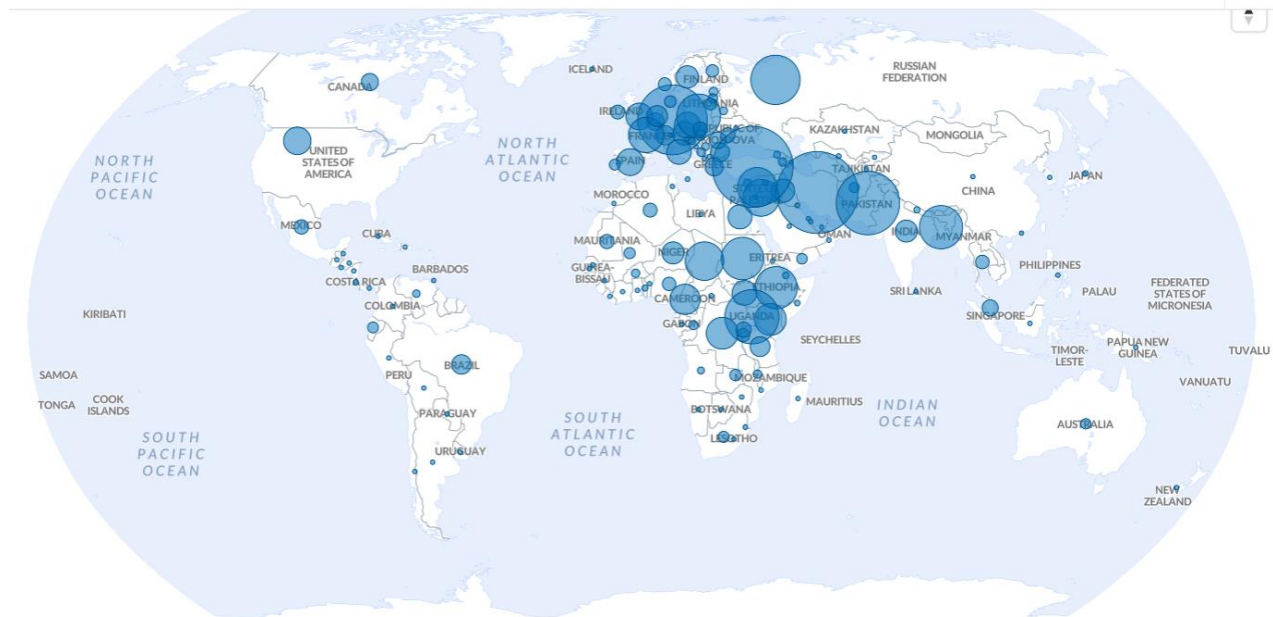 ICELAND
FINLAND
RUSSIAN
FEDERATION
CANADA
IRELAND
LITHUANIA
NORTH
PACIFIC
OCEAN
UNITED
STATES OF
AMERICA
NORTH
ATLANTIC
OCEAN
KAZAKHSTAN
MONGOLIA
SPAIN
GREECE
TAJIKISTAN
CHINA
JAPAN
MOROCCO
LIBYA
PAKISTAN
MEXICO
CUBA
MAURITANIA
OMAN
INDIA
MYANMAR
NIGER
ERITREA
BARBADOS
GUINEA-
BISSAU
PHILIPPINES
COSTA RICA
COLOMBIA
CAMEROON
ETHIOPIA
SRI LANKA
PALAU
FEDERATED
STATES OF
MICRONESIA
KIRIBATI
GABON
UGANDA
SINGAPORE
SEYCHELLES
BRAZIL
PERU
TIMOR-
LESTE
PAPUA NEW
GUINEA
TUVALU
SAMOA
MOZAMBIQUE
VANUATU
TONGA
COOK
ISLANDS
PARAGUAY
BOTSWANA
MAURITIUS
SOUTH
PACIFIC
OCEAN
URUGUAY
SOUTH
ATLANTIC
OCEAN
LESOTHO
INDIAN
OCEAN
AUSTRALIA
NEW
ZEALAND